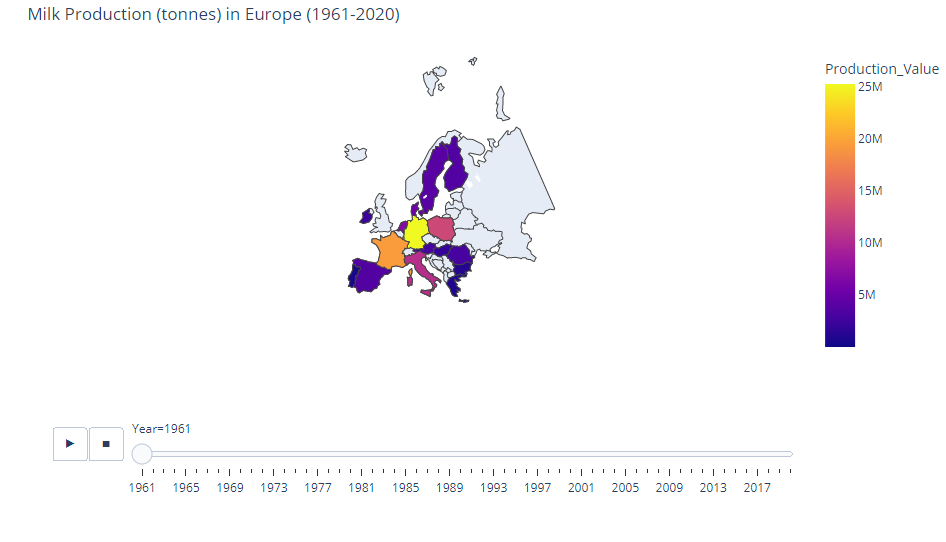 Milk Production (tonnes) in Europe (1961-2020)
Production_Value
25M
20M
15M
10M
5M
Year=1961
1961 1965 1969 1973 1977 1981 1985 1989 1993 1997 2001 2005 2009 2013 2017